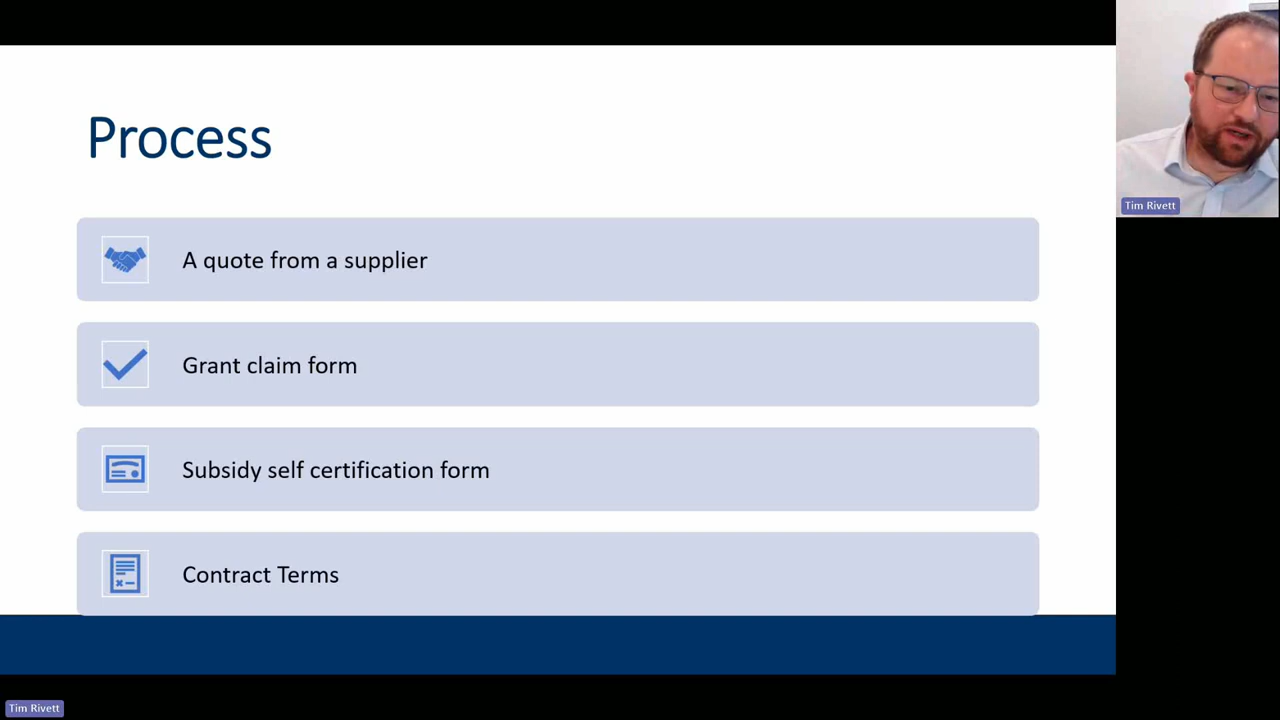 Process
A quote from a supplier
Grant claim form
Subsidy self certification form
Contract Terms
Tim Rivett
Tim Rivett